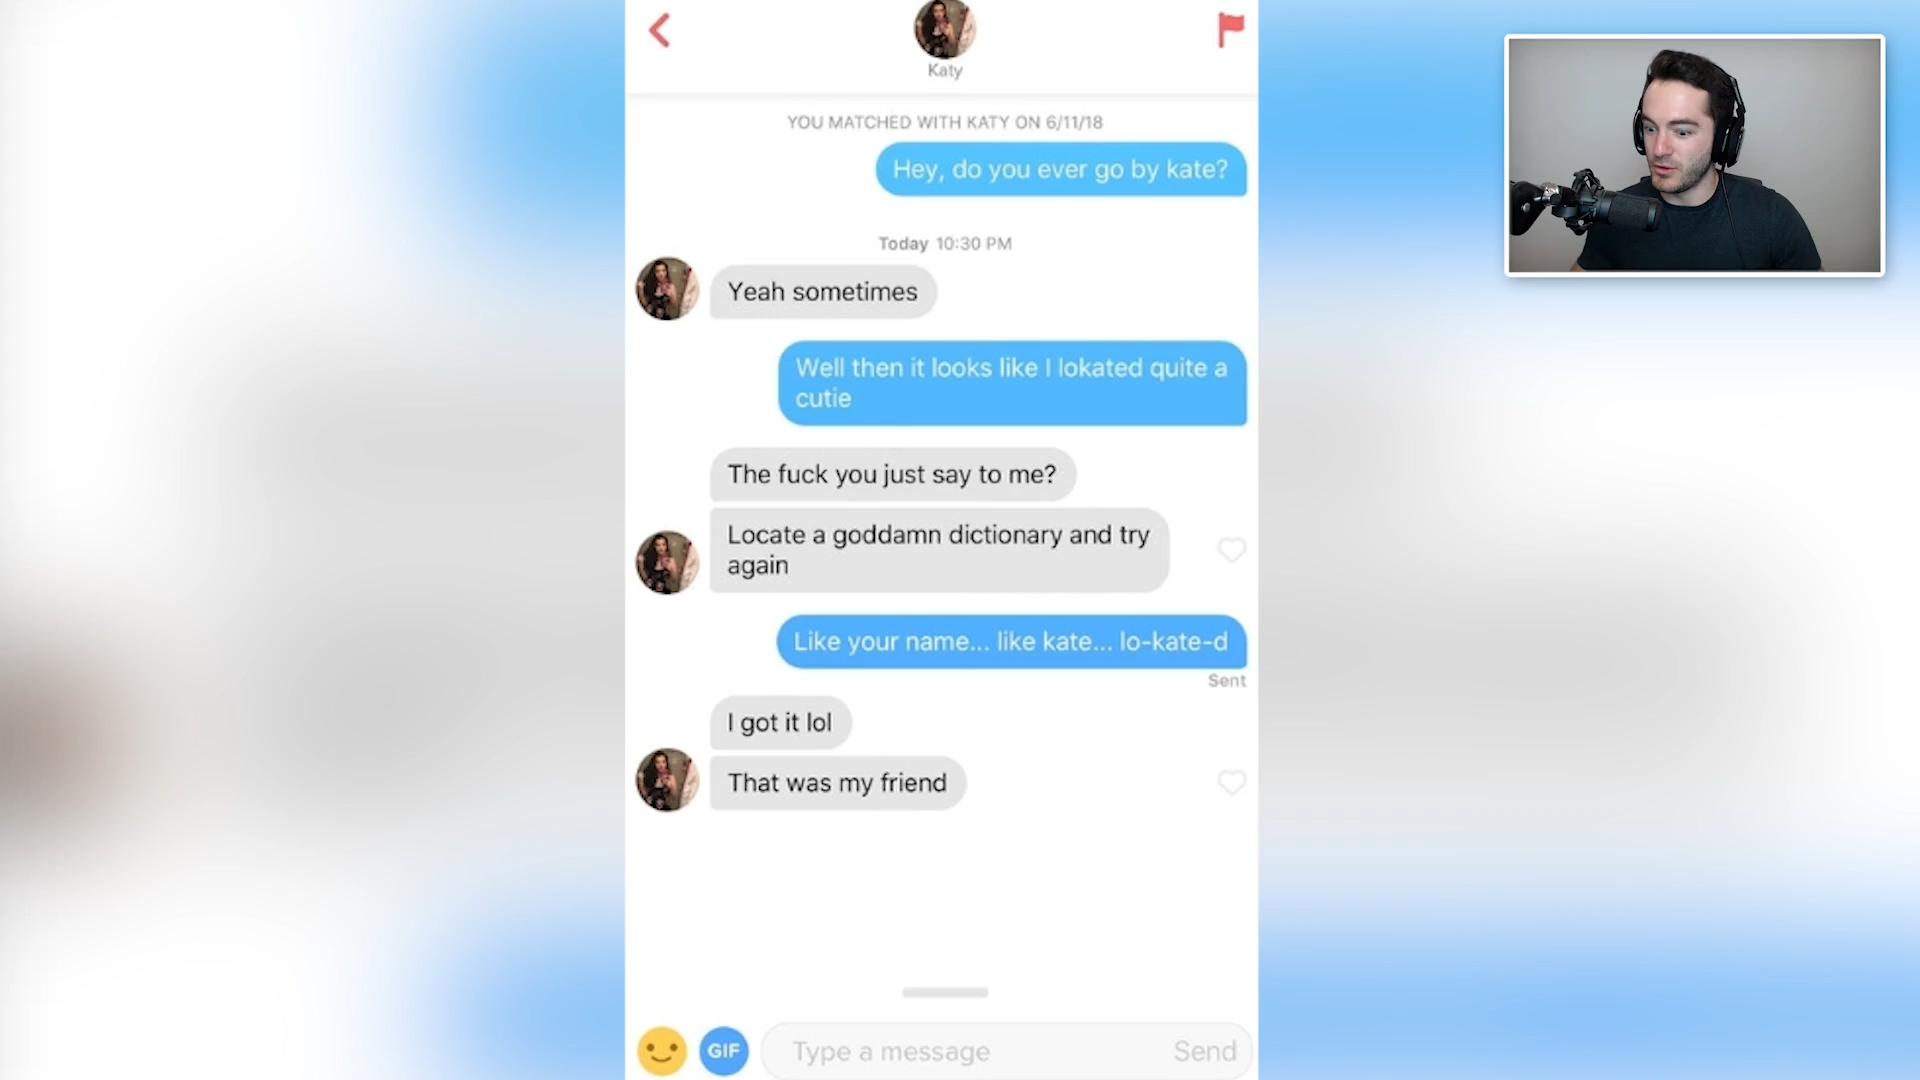 Katy
YOU MATCHED WITH KATY ON 6/11/18
Hey, do you ever go by kate?
Today 10:30 PM
Yeah sometimes
Well then it looks like I lokated quite a
cutie
The fuck you just say to me?
Locate a goddamn dictionary and try
again
Like your name... like kate... lo-kate-d
Sent
I got it lol
That was my friend
GIF
Type a message
Send